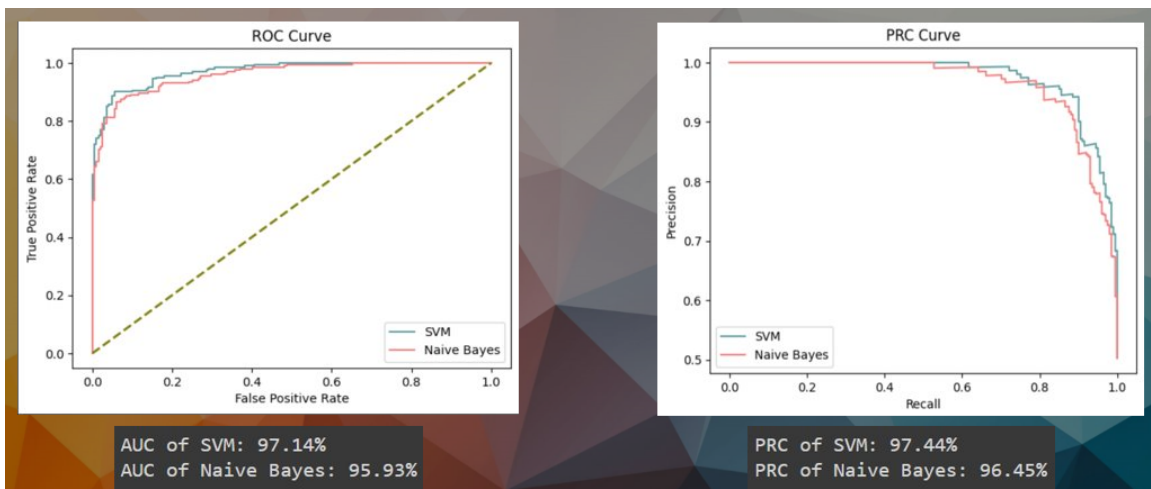 ROC Curve
True Positive Rate
1.0
0.8
0.6
0.4
0.2
0.0
0.0 0.2 0.4 0.6 0.8 1.0
False Positive Rate
SVM
Naive Bayes
AUC of SVM: 97.14%
AUC of Naive Bayes: 95.93%
PRC Curve
Precision
1.0
0.9
0.8
0.7
0.6
0.5
0.0 0.2 0.4 0.6 0.8 1.0
Recall
SVM
Naive Bayes
PRC of SVM: 97.44%
PRC of Naive Bayes: 96.45%